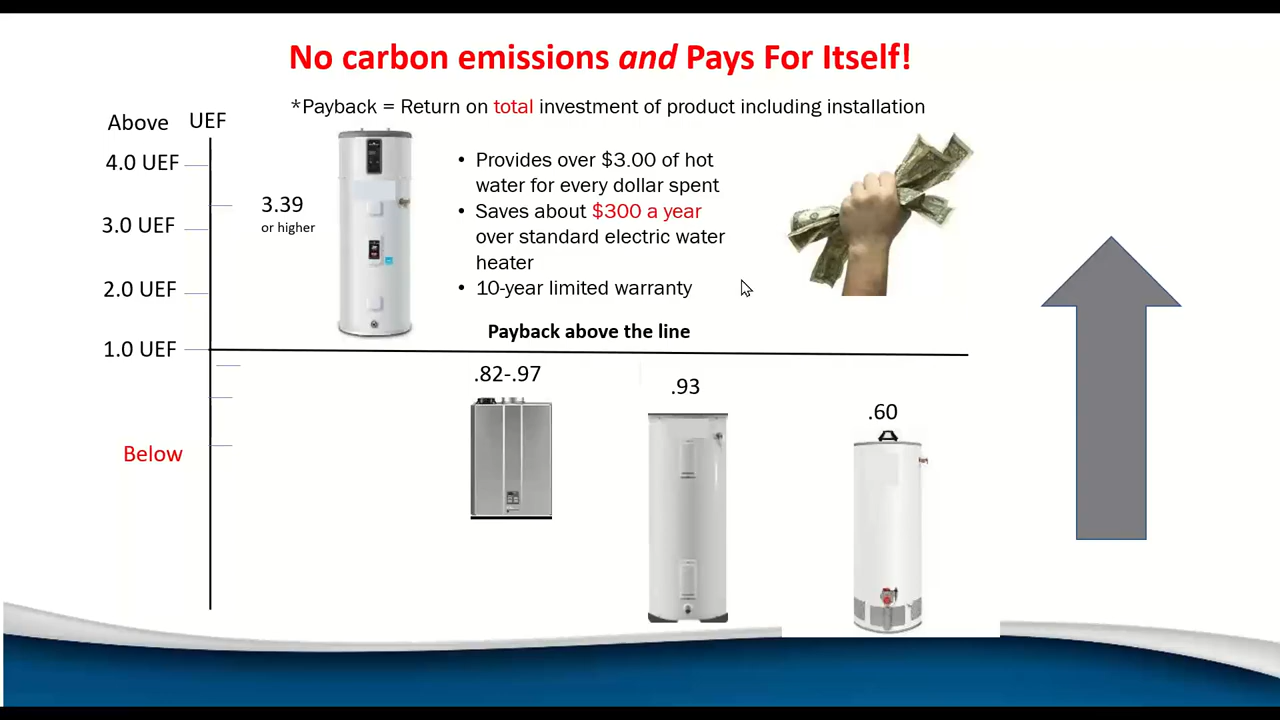 No carbon emissions and Pays For Itself!
*Payback = Return on total investment of product including installation
Above UEF
4.0 UEF
3.0 UEF
2.0 UEF
1.0 UEF
Below
3.39
or higher
• Provides over $3.00 of hot
water for every dollar spent
• Saves about $300 a year
over standard electric water
heater
• 10-year limited warranty
Payback above the line
.82-.97
.93
.60